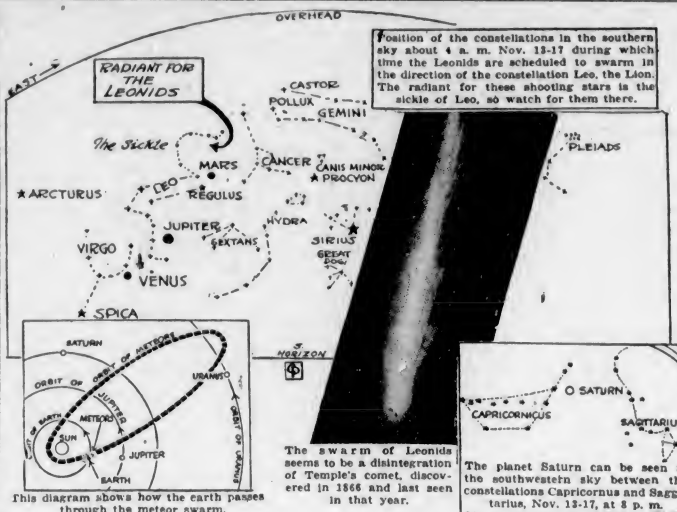 OVERHEAD
EAST
Position of the constellations in the southern
sky about 4 a. m. Nov. 13-17 during which
time the Leonids are scheduled to swarm in
the direction of the constellation Leo, the Lion.
The radiant for these shooting stars is the
sickle of Leo, so watch for them there.
RADIANT FOR
THE
LEONIDS
CASTOR
POLLUX
GEMINI
The Sickle
MARS
CANCER
CANIS MINOR
PROCYON
PLEIADS
LEO
REGULUS
ARCTURUS
JUPITER
SEXTANS
HYDRA
SIRIUS
GREAT
DOG
VIRGO
VENUS
SPICA
S.
HORIZON
SATURN
ORBIT OF METEORS
URANUS
ORBIT OF JUPITER
METEORS
ORBIT OF EARTH
SUN
JUPITER
EARTH
ORBIT OF URANUS
This diagram shows how the earth passes
through the meteor swarm.
The swarm of Leonids
seems to be a disintegration
of Temple's comet, discov-
ered in 1866 and last seen
in that year.
SATURN
CAPRICORNICUS
SAGITTARIU
The planet Saturn can be seen
the southwestern sky between th
constellations Capricornus and Sagg
tarius, Nov. 13-17, at 8 p. m.